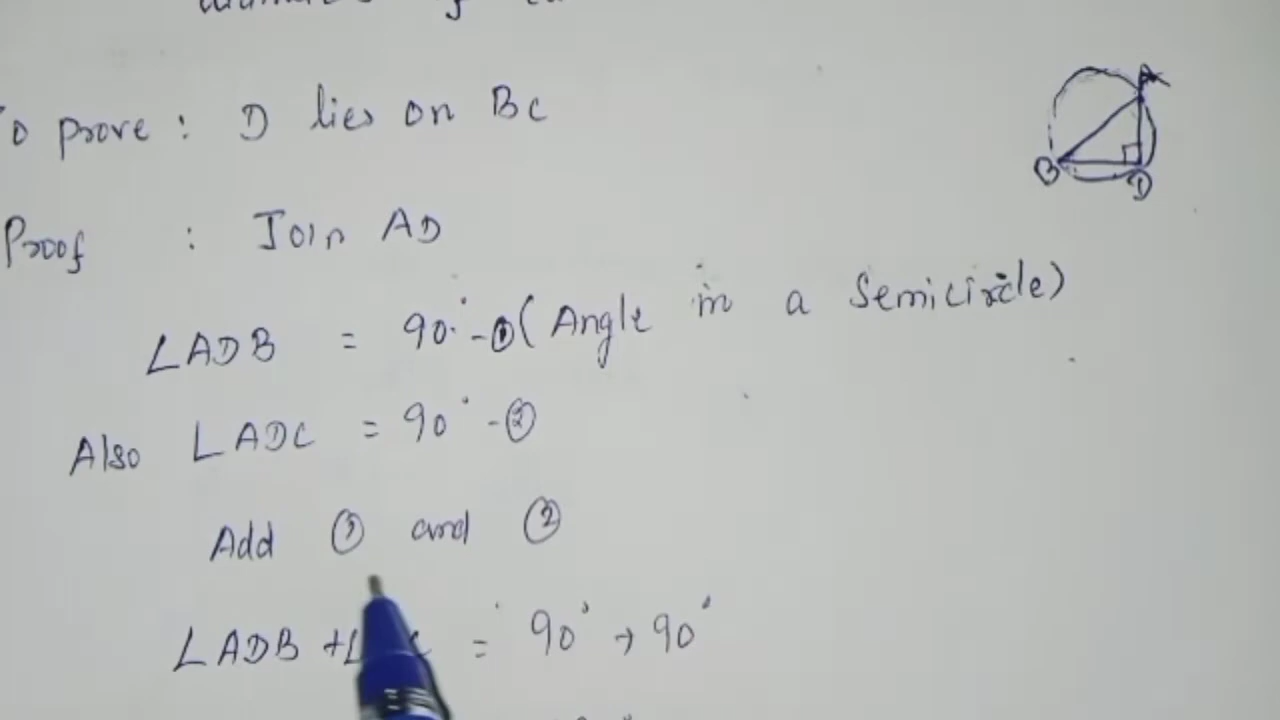 To prove : D lies on BC
A
B
D
Proof : Join AD
∠ADB = 90° -① (Angle in a semicircle)
Also ∠ADC = 90° -②
Add ① and ②
∠ADB +∠ = 90° + 90°